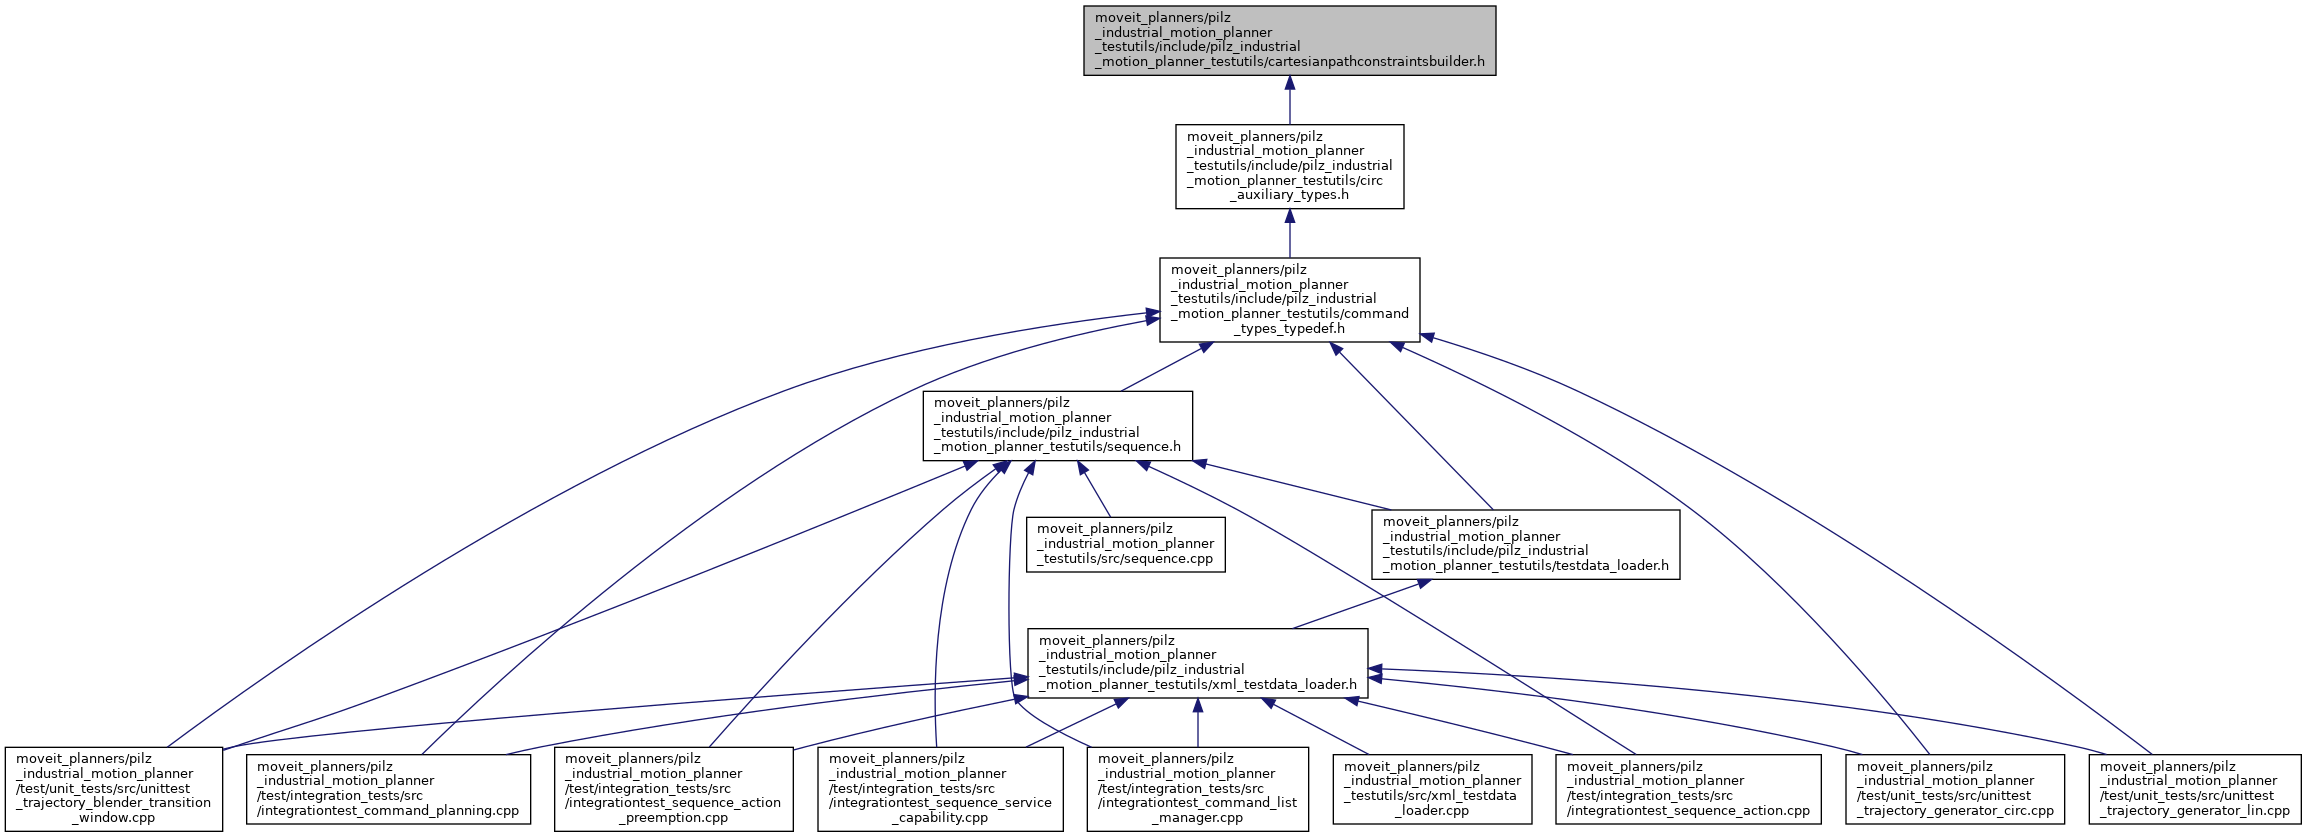 moveit_planners/pilz
_industrial_motion_planner
_testutils/include/pilz_industrial
_motion_planner_testutils/cartesianpathconstraintsbuilder.h
moveit_planners/pilz
_industrial_motion_planner
_testutils/include/pilz_industrial
_motion_planner_testutils/circ
_auxiliary_types.h
moveit_planners/pilz
_industrial_motion_planner
_testutils/include/pilz_industrial
_motion_planner_testutils/command
_types_typedef.h
moveit_planners/pilz
_industrial_motion_planner
_testutils/include/pilz_industrial
_motion_planner_testutils/sequence.h
moveit_planners/pilz
_industrial_motion_planner
_testutils/src/sequence.cpp
moveit_planners/pilz
_industrial_motion_planner
_testutils/include/pilz_industrial
_motion_planner_testutils/testdata_loader.h
moveit_planners/pilz
_industrial_motion_planner
_testutils/include/pilz_industrial
_motion_planner_testutils/xml_testdata_loader.h
moveit_planners/pilz
_industrial_motion_planner
/test/unit_tests/src/unittest
_trajectory_blender_transition
_window.cpp
moveit_planners/pilz
_industrial_motion_planner
/test/integration_tests/src
/integrationtest_command_planning.cpp
moveit_planners/pilz
_industrial_motion_planner
/test/integration_tests/src
/integrationtest_sequence_action
_preemption.cpp
moveit_planners/pilz
_industrial_motion_planner
/test/integration_tests/src
/integrationtest_sequence_service
_capability.cpp
moveit_planners/pilz
_industrial_motion_planner
/test/integration_tests/src
/integrationtest_command_list
_manager.cpp
moveit_planners/pilz
_industrial_motion_planner
_testutils/src/xml_testdata
_loader.cpp
moveit_planners/pilz
_industrial_motion_planner
/test/integration_tests/src
/integrationtest_sequence_action.cpp
moveit_planners/pilz
_industrial_motion_planner
/test/unit_tests/src/unittest
_trajectory_generator_circ.cpp
moveit_planners/pilz
_industrial_motion_planner
/test/unit_tests/src/unittest
_trajectory_generator_lin.cpp